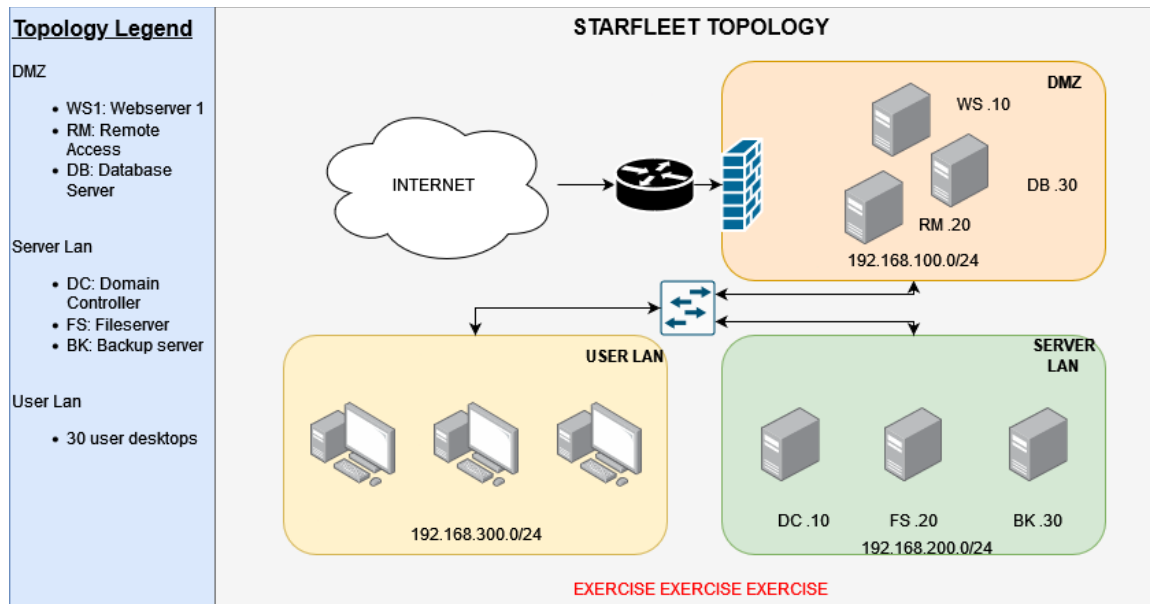 Topology Legend
DMZ
WS1: Webserver 1
RM: Remote
Access
DB: Database
Server
Server Lan
DC: Domain
Controller
FS: Fileserver
BK: Backup server
User Lan
30 user desktops
STARFLEET TOPOLOGY
INTERNET
DMZ
WS .10
DB .30
RM .20
192.168.100.0/24
USER LAN
192.168.300.0/24
SERVER
LAN
DC .10
FS .20
BK .30
192.168.200.0/24
EXERCISE EXERCISE EXERCISE